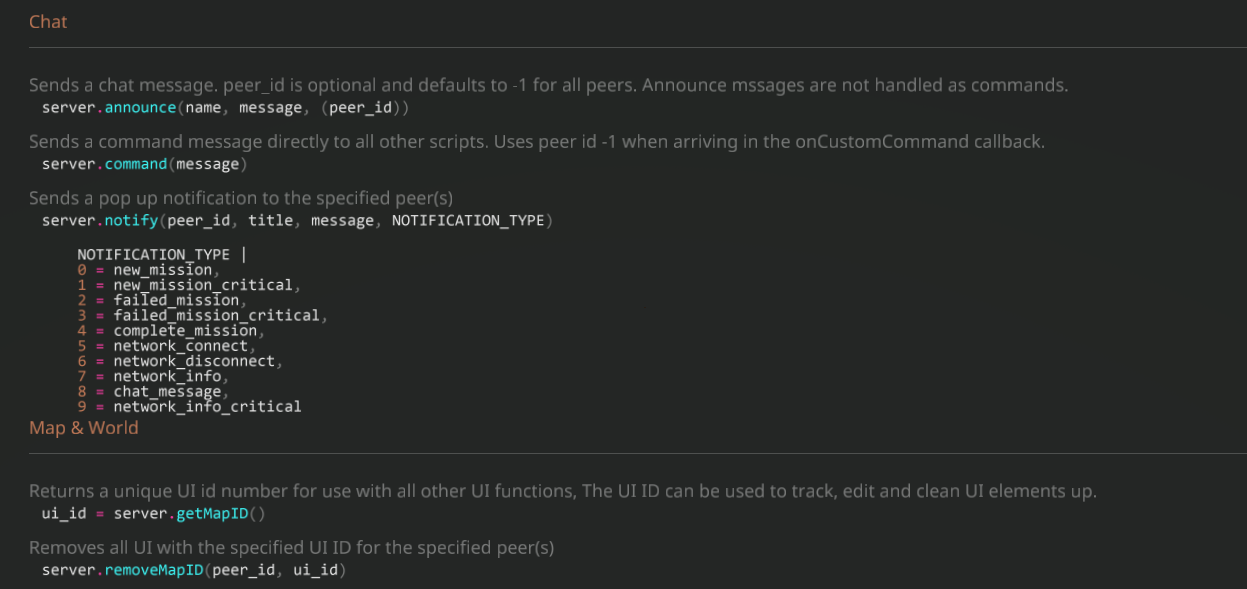 Chat
Sends a chat message. peer_id is optional and defaults to -1 for all peers. Announce mssages are not handled as commands.
server.announce(name, message, (peer_id))
Sends a command message directly to all other scripts. Uses peer id -1 when arriving in the onCustomCommand callback.
server.command(message)
Sends a pop up notification to the specified peer(s)
server.notify(peer_id, title, message, NOTIFICATION_TYPE)
NOTIFICATION_TYPE |
0 = new_mission,
1 = new_mission_critical,
2 = failed_mission,
3 = failed_mission_critical,
4 = complete_mission,
5 = network_connect,
6 = network_disconnect,
7 = network_info,
8 = chat_message,
9 = network_info_critical
Map & World
Returns a unique UI id number for use with all other UI functions, The UI ID can be used to track, edit and clean UI elements up.
ui_id = server.getMapID()
Removes all UI with the specified UI ID for the specified peer(s)
server.removeMapID(peer_id, ui_id)